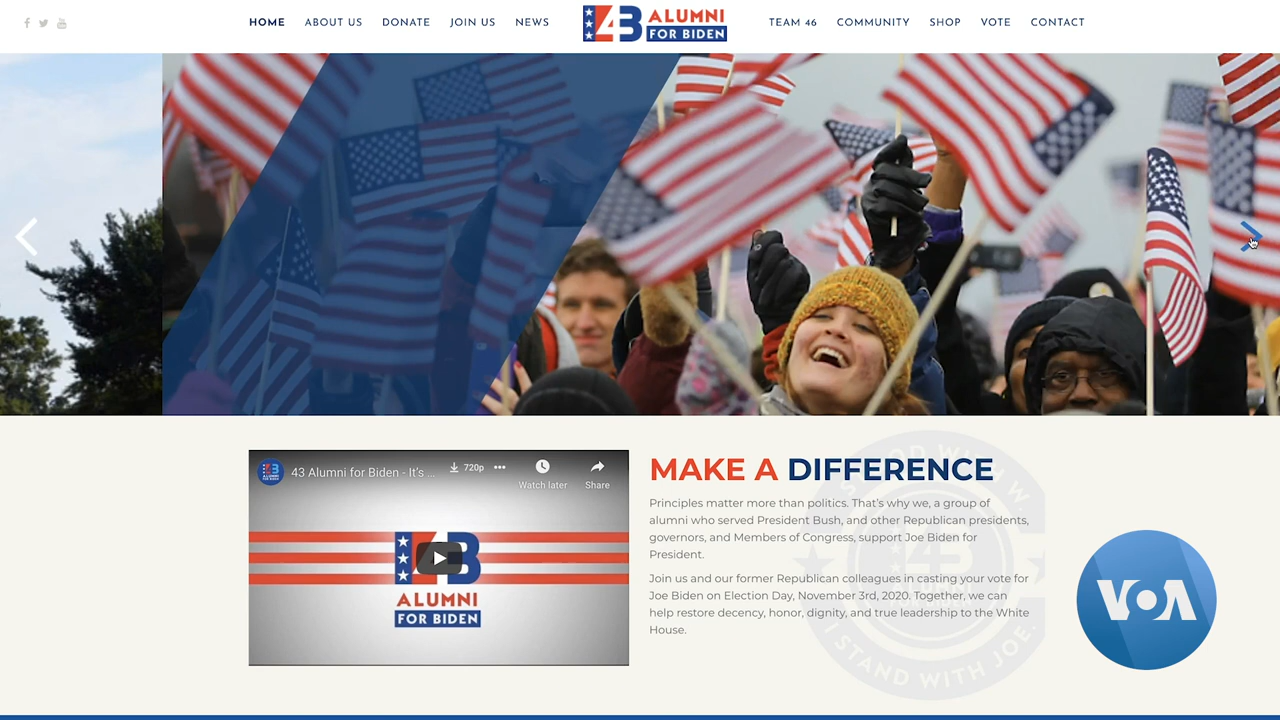 HOME ABOUT US DONATE JOIN US NEWS
43 ALUMNI
FOR BIDEN
TEAM 46 COMMUNITY SHOP VOTE CONTACT
43 Alumni for Biden - It's ...
720p
Watch later
Share
43
ALUMNI
FOR BIDEN
MAKE A DIFFERENCE
Principles matter more than politics. That's why we, a group of
alumni who served President Bush, and other Republican presidents,
governors, and Members of Congress, support Joe Biden for
President.
Join us and our former Republican colleagues in casting your vote for
Joe Biden on Election Day, November 3rd, 2020. Together, we can
help restore decency, honor, dignity, and true leadership to the White
House.
I STAND WITH JOE.
VOA